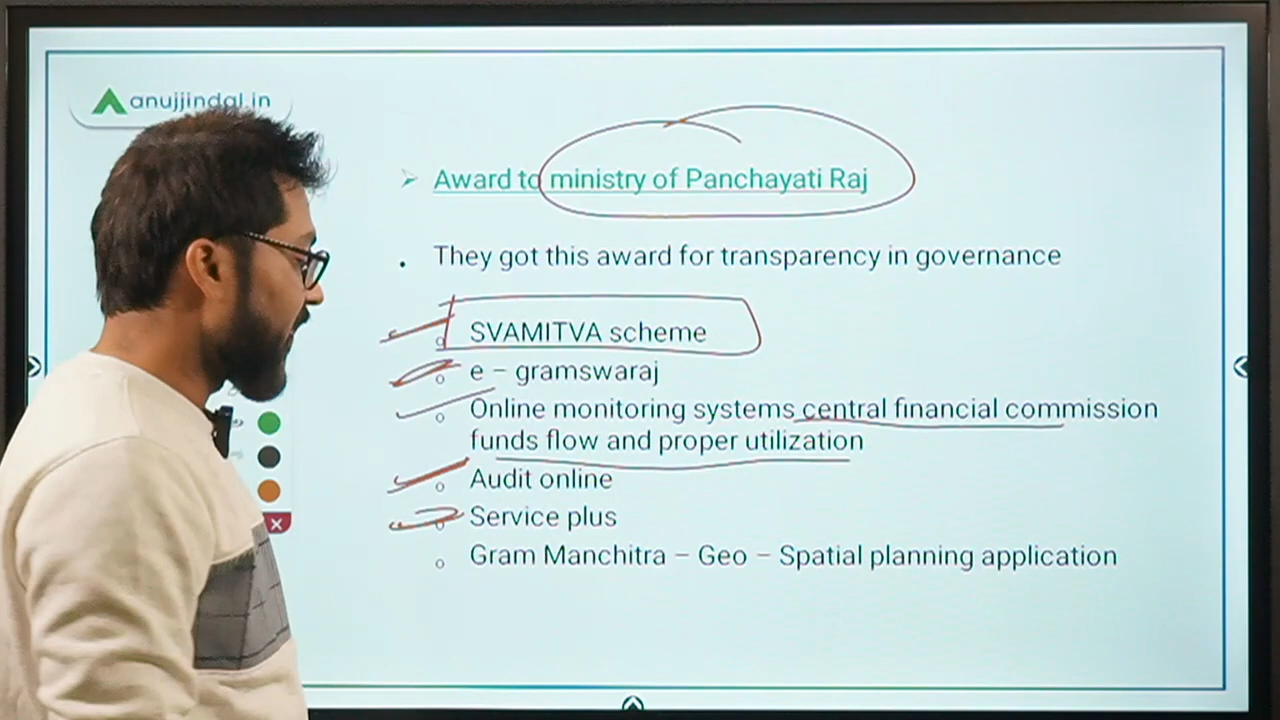 anujjindal.in
Award to ministry of Panchayati Raj
They got this award for transparency in governance
SVAMITVA scheme
e – gramswaraj
Online monitoring systems central financial commission
funds flow and proper utilization
Audit online
Service plus
Gram Manchitra – Geo – Spatial planning application